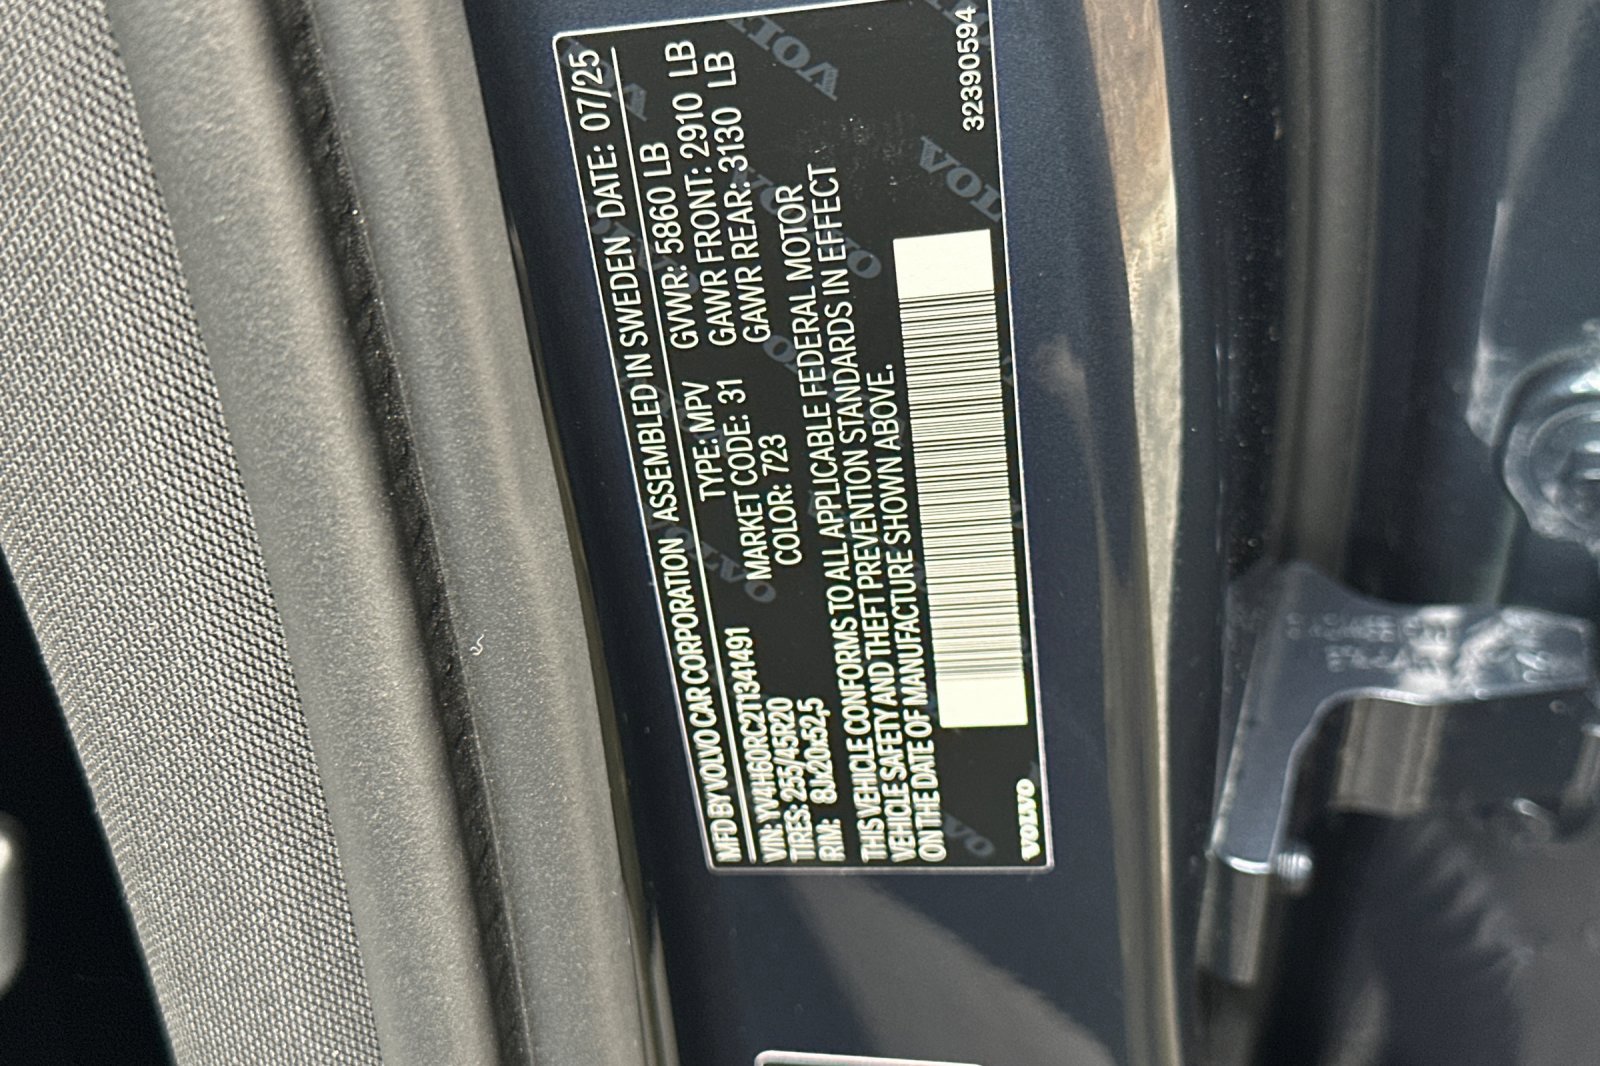 MFD BY VOLVO CAR CORPORATION ASSEMBLED IN SWEDEN DATE: 07/25
VIN: YV4H60RC2T1341491 TYPE: MPV GVWR: 5860 LB
TIRES: 255/45R20 MARKET CODE: 31 GAWR FRONT: 2910 LB
RIM: 8Jx20x52,5 COLOR: 723 GAWR REAR: 3130 LB
THIS VEHICLE CONFORMS TO ALL APPLICABLE FEDERAL MOTOR
VEHICLE SAFETY AND THEFT PREVENTION STANDARDS IN EFFECT
ON THE DATE OF MANUFACTURE SHOWN ABOVE.
VOLVO 32390594